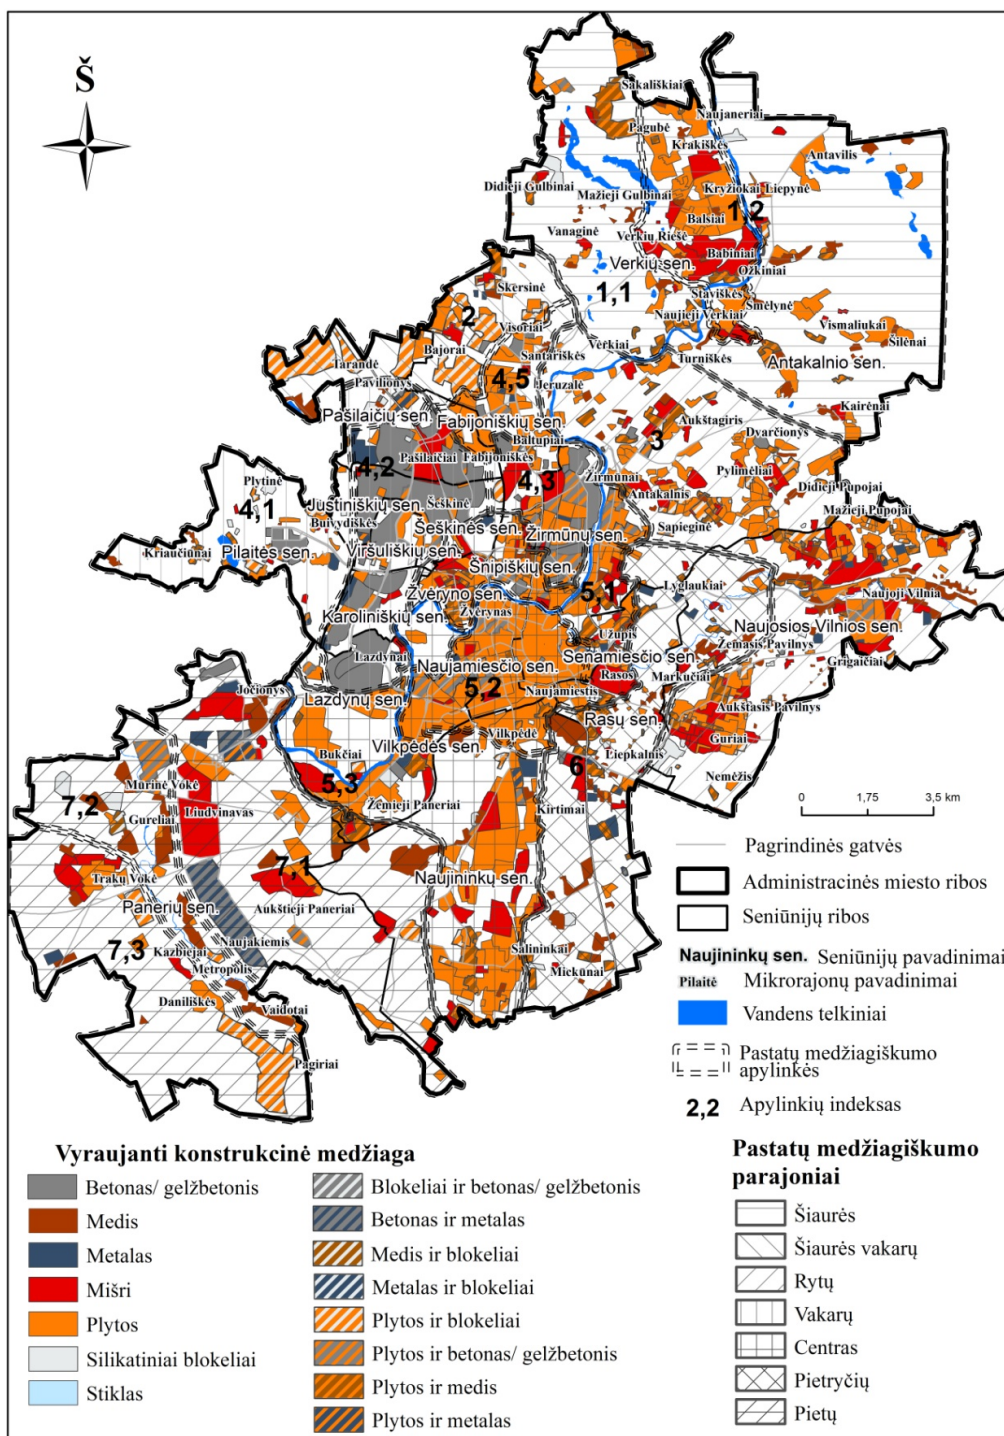 Š
Sakališkiai
Naujaneriai
Pagubė
Krakiškės
Antavilis
Didieji Gulbinai
Mažieji Gulbinai
Kryžiokai
Liepynė
1,2
Balsiai
Vanaginė
Verkių Riešė
Babiniai
Verkių sen.
Ožkiniai
Skersinė
1,1
Staviškės
Smėlynė
Naujieji Verkiai
2
Visoriai
Vismaliukai
Bajorai
Santariškės
Verkiai
Šilėnai
Tarandė
Turniškės
Antakalnio sen.
Pavilionys
4,5
Jeruzalė
Pašilaičių sen.
Fabijoniškių sen.
Aukštagiris
Kairėnai
Baltupiai
3
Dvarčionys
Pašilaičiai
Fabijoniškės
4,2
4,3
Žirmūnai
Pylimėliai
Plytinė
Antakalnis
Didieji Pupojai
4,1
Justiniškių sen.
Šeškinė
Mažieji Pupojai
Buivydiškės
Šeškinės sen.
Sapieginė
Kriaučiūnai
Pilaitės sen.
Viršuliškių sen.
Žirmūnų sen.
Šnipiškių sen.
Lyglaukiai
Žvėryno sen.
5,1
Naujoji Vilnia
Karoliniškių sen.
Žvėrynas
Naujosios Vilnios sen.
Užupis
Žemasis Pavilnys
Lazdynai
Senamiesčio sen.
Grigaičiai
Naujamiesčio sen.
Rasos
Markučiai
Jočionys
5,2
Naujamiestis
Lazdynų sen.
Aukštasis Pavilnys
Rasų sen.
Vilkpėdė
Guriai
Bukčiai
Vilkpėdės sen.
Liepkalnis
6
Nemėžis
Mūrinė Vokė
5,3
7,2
Liudvinavas
Žemieji Paneriai
Kirtimai
0 1,75 3,5 km
Gureliai
Pagrindinės gatvės
7,1
Trakų Vokė
Naujininkų sen.
Administracinės miesto ribos
Panerių sen.
Aukštieji Paneriai
Seniūnijų ribos
Naujakiemis
7,3
Kazbiejai
Salininkai
Naujininkų sen. Seniūnijų pavadinimai
Metropolis
Mickūnai
Pilaitė Mikrorajonų pavadinimai
Daniliškės
Vaidotai
Vandens telkiniai
Pagiriai
Pastatų medžiagiškumo
apylinkės
2,2 Apylinkių indeksas
Vyraujanti konstrukcinė medžiaga
Betonas/ gelžbetonis
Medis
Metalas
Mišri
Plytos
Silikatiniai blokeliai
Stiklas
Blokeliai ir betonas/ gelžbetonis
Betonas ir metalas
Medis ir blokeliai
Metalas ir blokeliai
Plytos ir blokeliai
Plytos ir betonas/ gelžbetonis
Plytos ir medis
Plytos ir metalas
Pastatų medžiagiškumo
parajoniai
Šiaurės
Šiaurės vakarų
Rytų
Vakarų
Centras
Pietryčių
Pietų